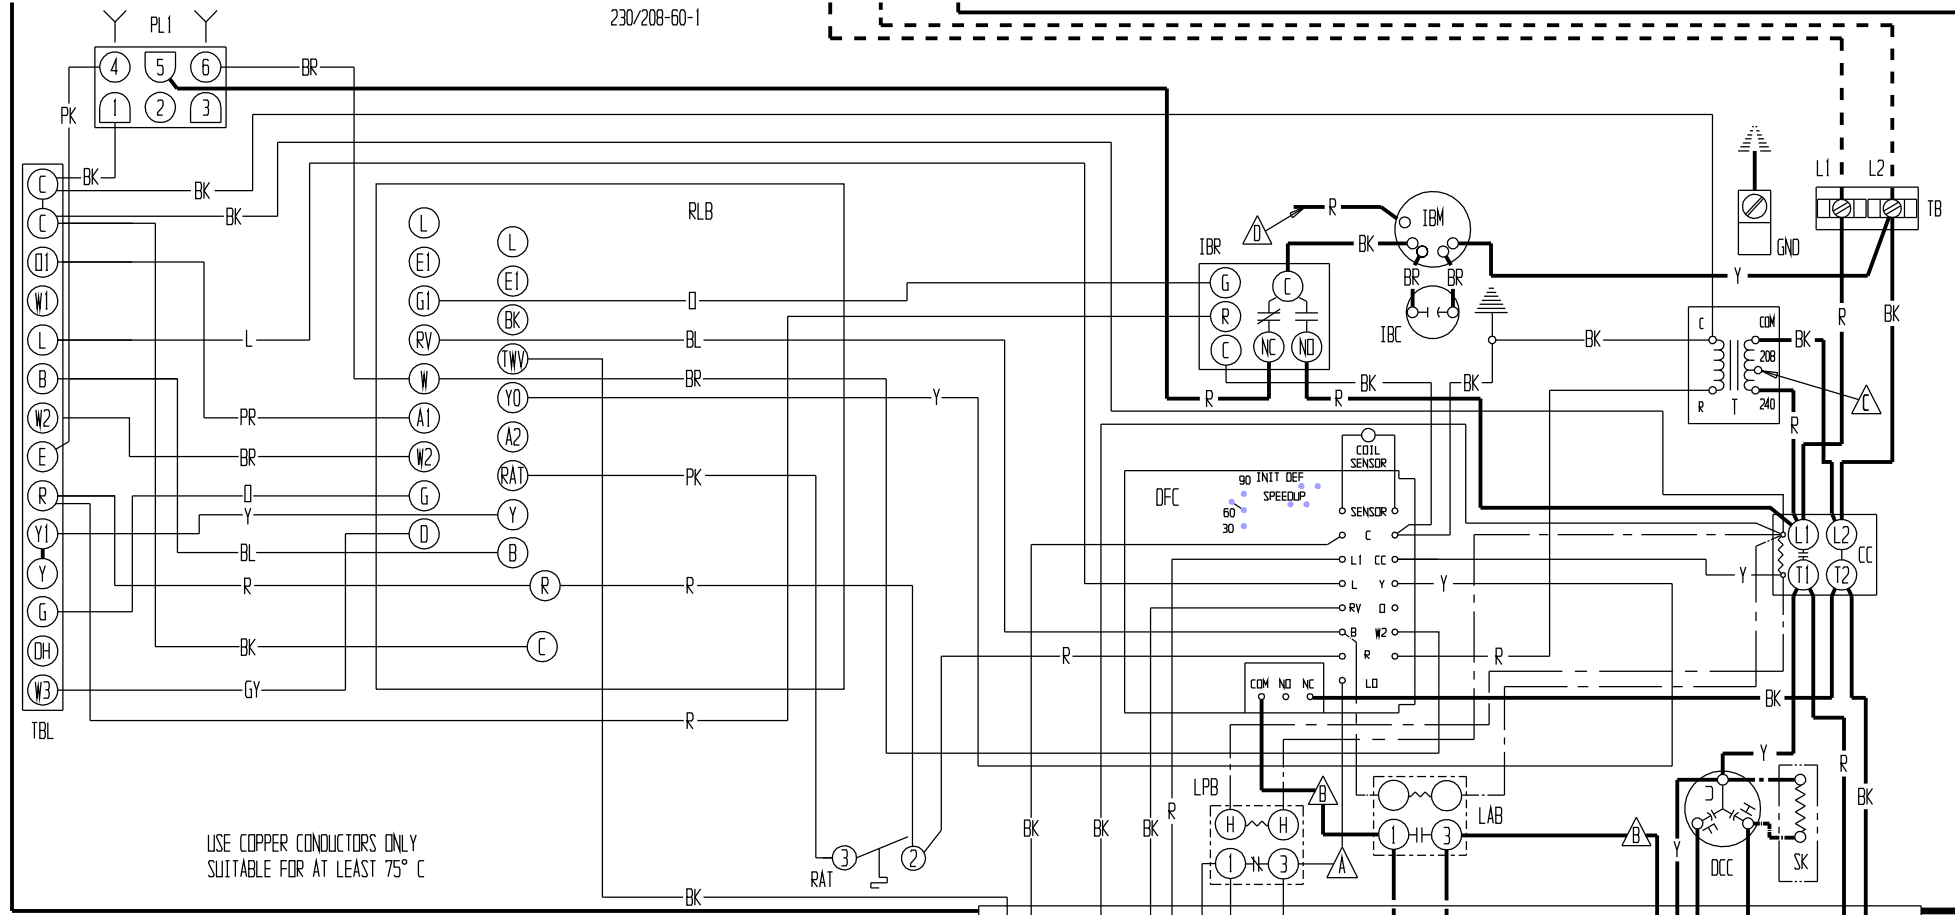 230/208-60-1
PL1
4 5 6
1 2 3
BR
PK
BK
BK
BK
C
C
O1
W1
L
B
W2
E
R
Y1
Y
G
OH
W3
TBL
L
PR
BR
O
Y
BL
R
BK
GY
RLB
L
E1
G1
RV
W
A1
W2
G
D
L
E1
BK
TWV
YO
A2
RAT
Y
B
R
C
O
BL
BR
Y
PK
R
R
BK
R
RAT
3 2
USE COPPER CONDUCTORS ONLY
SUITABLE FOR AT LEAST 75° C
D
R
IBM
BK
BR BR
IBC
IBR
G
R
C
C
NC NO
R
BK
R
BK
BK
Y
L1 L2
TB
GND
R
BK
C COM
BK
208
240
R T
C
R
COIL
SENSOR
DFC
90 INIT DEF
SPEEDUP
60
30
SENSOR
C
L1 CC
L Y
RV O
B W2
R
LO
COM NO NC
Y
Y
R
BK
L1 L2
T1 T2
CC
LPB
H H
1 3
B
A
LAB
1 3
B
BK
BK
BK
R
Y
Y
R
BK
C
F
H
DCC
SK